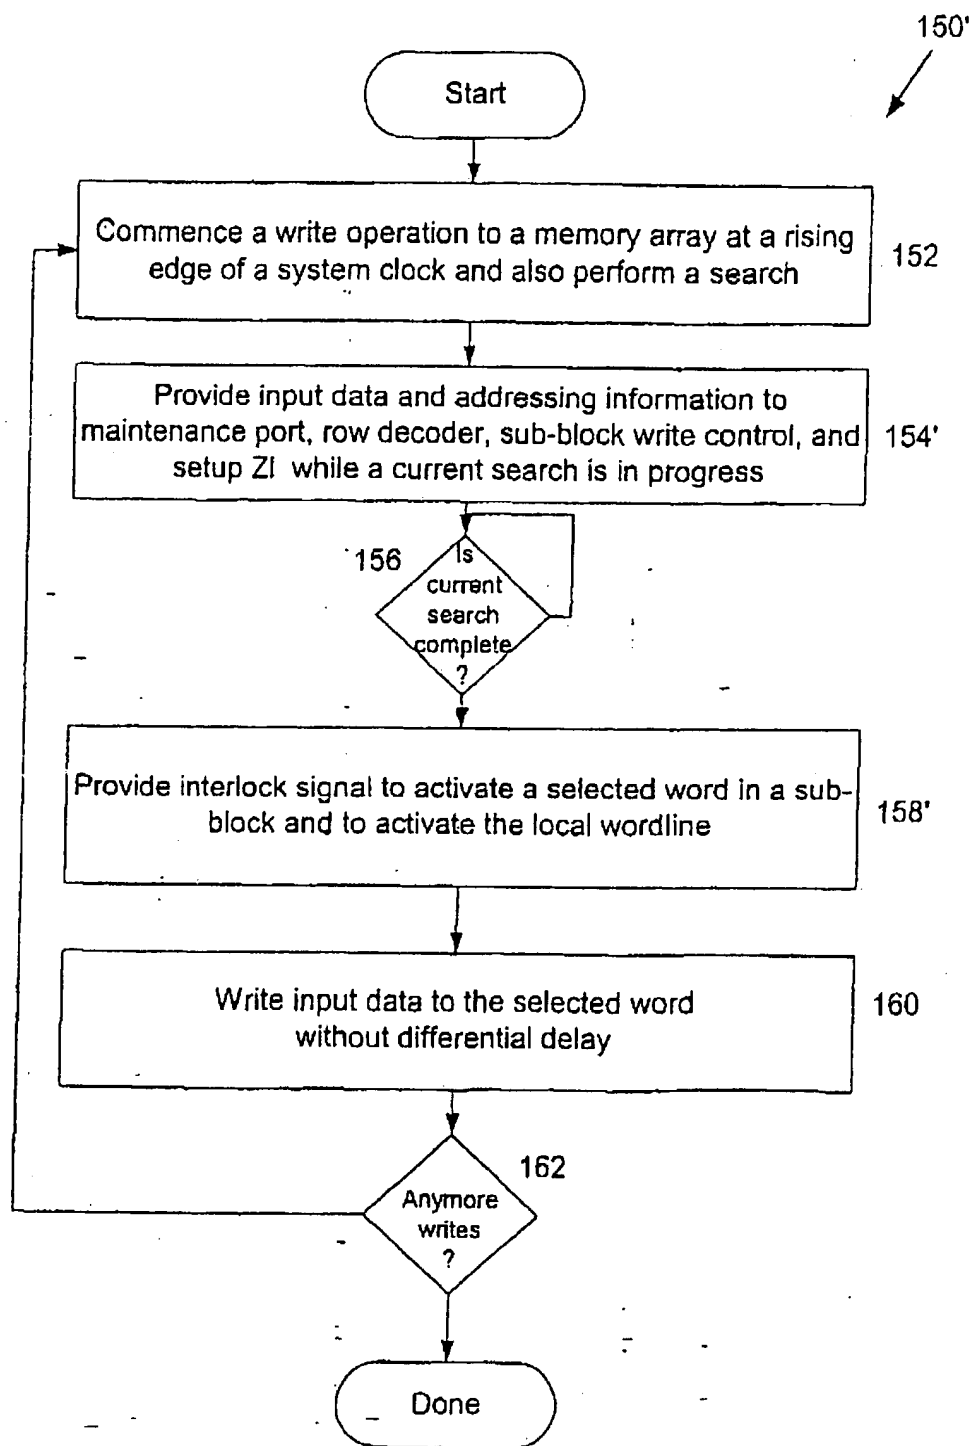 150'
Start
Commence a write operation to a memory array at a rising
edge of a system clock and also perform a search
152
Provide input data and addressing information to
maintenance port, row decoder, sub-block write control, and
setup ZI while a current search is in progress
154'
156
Is
current
search
complete
?
Provide interlock signal to activate a selected word in a sub-
block and to activate the local wordline
158'
Write input data to the selected word
without differential delay
160
162
Anymore
writes
?
Done